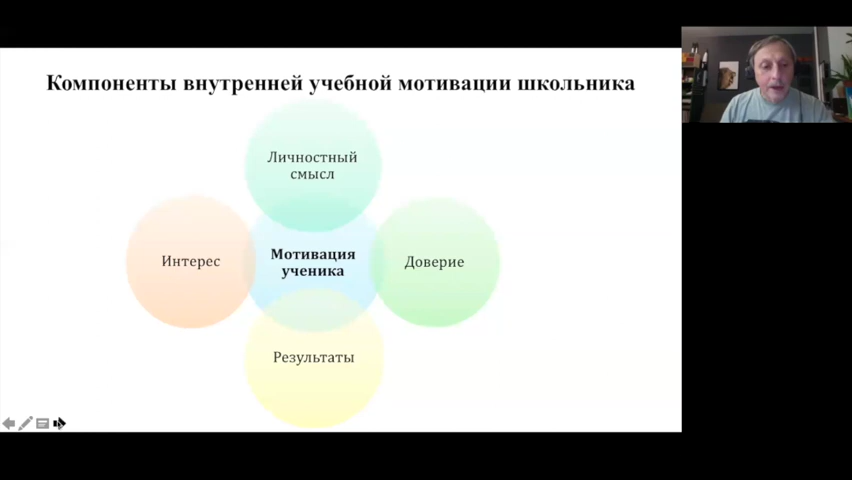 Компоненты внутренней учебной мотивации школьника
Личностный
смысл
Интерес
Мотивация
ученика
Доверие
Результаты